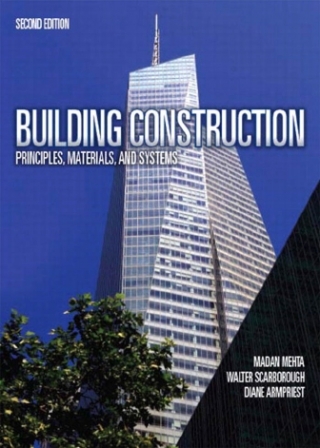 SECOND EDITION
BUILDING CONSTRUCTION
PRINCIPLES, MATERIALS, AND SYSTEMS
MADAN MEHTA
WALTER SCARBOROUGH
DIANE ARMPRIEST